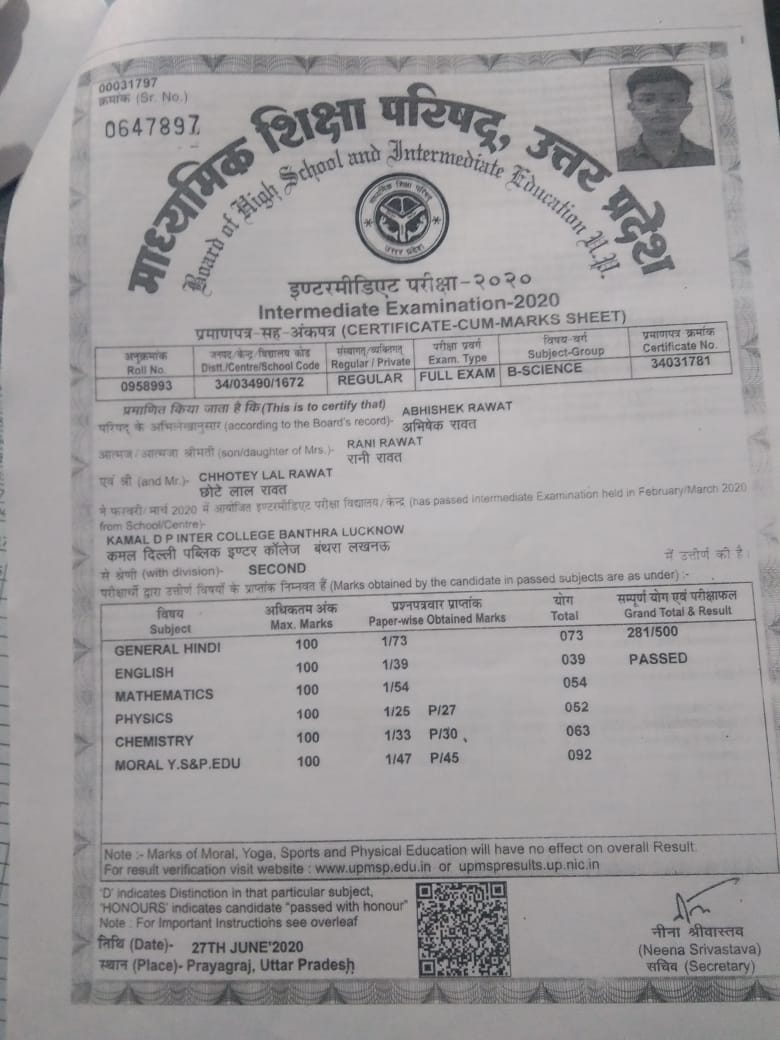 00031797
क्रमांक (Sr. No.)
0647897
माध्यमिक शिक्षा परिषद्, उत्तर प्रदेश
Board of High School and Intermediate Education U.P.
माध्यमिक शिक्षा परिषद्
उत्तर प्रदेश
इण्टरमीडिएट परीक्षा-२०२०
Intermediate Examination-2020
प्रमाणपत्र-सह-अंकपत्र (CERTIFICATE-CUM-MARKS SHEET)
अनुक्रमांक जनपद/केन्द्र/विद्यालय कोड संस्थागत/व्यक्तिगत परीक्षा प्रवर्ग विषय-वर्ग प्रमाणपत्र क्रमांक
Roll No. Distt./Centre/School Code Regular / Private Exam. Type Subject-Group Certificate No.
0958993 34/03490/1672 REGULAR FULL EXAM B-SCIENCE 34031781
प्रमाणित किया जाता है कि (This is to certify that) ABHISHEK RAWAT
परिषद् के अभिलेखानुसार (according to the Board's record)- अभिषेक रावत
आत्मज/आत्मजा श्रीमती (son/daughter of Mrs.)- RANI RAWAT
रानी रावत
एवं श्री (and Mr.)- CHHOTEY LAL RAWAT
छोटे लाल रावत
ने फरवरी/मार्च 2020 में आयोजित इण्टरमीडिएट परीक्षा विद्यालय/केन्द्र (has passed Intermediate Examination held in February/March 2020
from School/Centre)-
KAMAL D P INTER COLLEGE BANTHRA LUCKNOW
कमल दिल्ली पब्लिक इण्टर कॉलेज बंथरा लखनऊ में उत्तीर्ण की है।
से श्रेणी (with division)- SECOND
परीक्षार्थी द्वारा उत्तीर्ण विषयों के प्राप्तांक निम्नवत हैं (Marks obtained by the candidate in passed subjects are as under) :-
विषय अधिकतम अंक प्रश्नपत्रवार प्राप्तांक योग सम्पूर्ण योग एवं परीक्षाफल
Subject Max. Marks Paper-wise Obtained Marks Total Grand Total & Result
GENERAL HINDI 100 1/73 073 281/500
ENGLISH 100 1/39 039 PASSED
MATHEMATICS 100 1/54 054
PHYSICS 100 1/25 P/27 052
CHEMISTRY 100 1/33 P/30 063
MORAL Y.S&P.EDU 100 1/47 P/45 092
Note :- Marks of Moral, Yoga, Sports and Physical Education will have no effect on overall Result.
For result verification visit website : www.upmsp.edu.in or upmspresults.up.nic.in
'D' indicates Distinction in that particular subject,
'HONOURS' indicates candidate "passed with honour"
Note : For Important Instructions see overleaf
तिथि (Date)- 27TH JUNE'2020
स्थान (Place)- Prayagraj, Uttar Pradesh
नीना श्रीवास्तव
(Neena Srivastava)
सचिव (Secretary)